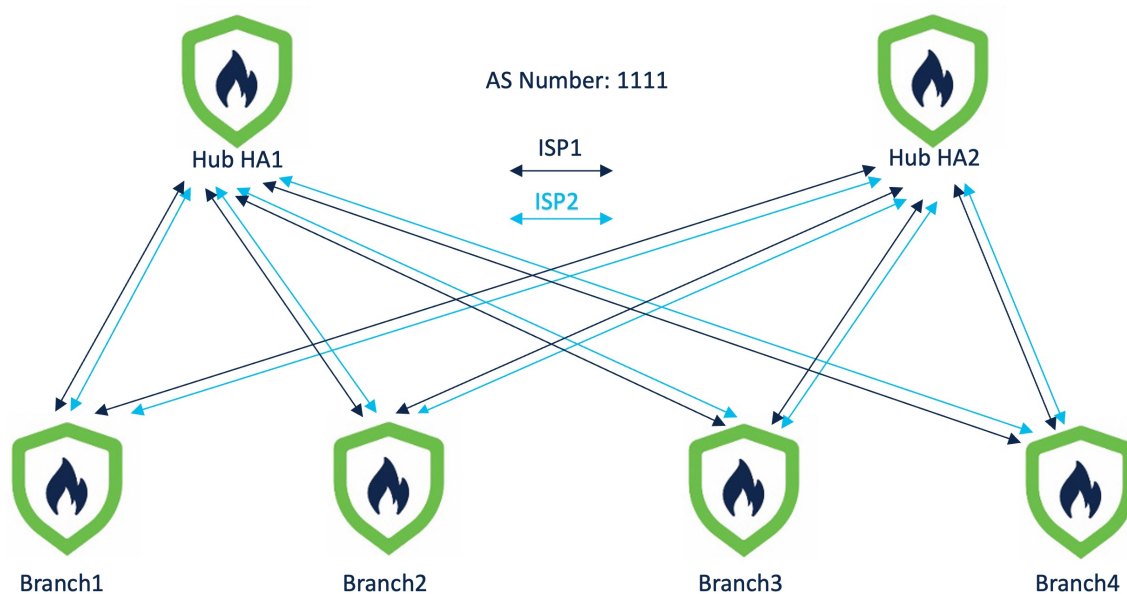 AS Number: 1111
Hub HA1
ISP1
Hub HA2
ISP2
Branch1
Branch2
Branch3
Branch4